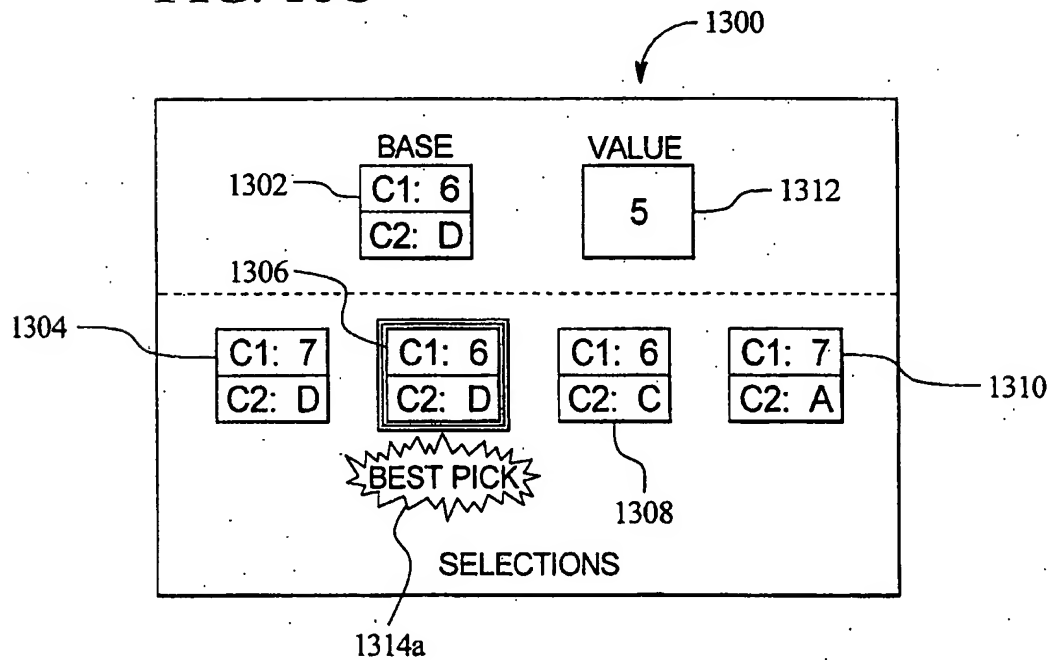 1300
BASE
VALUE
1302
C1: 6
C2: D
5
1312
1306
1304
C1: 7
C2: D
C1: 6
C2: D
C1: 6
C2: C
C1: 7
C2: A
1310
BEST PICK
1308
SELECTIONS
1314a